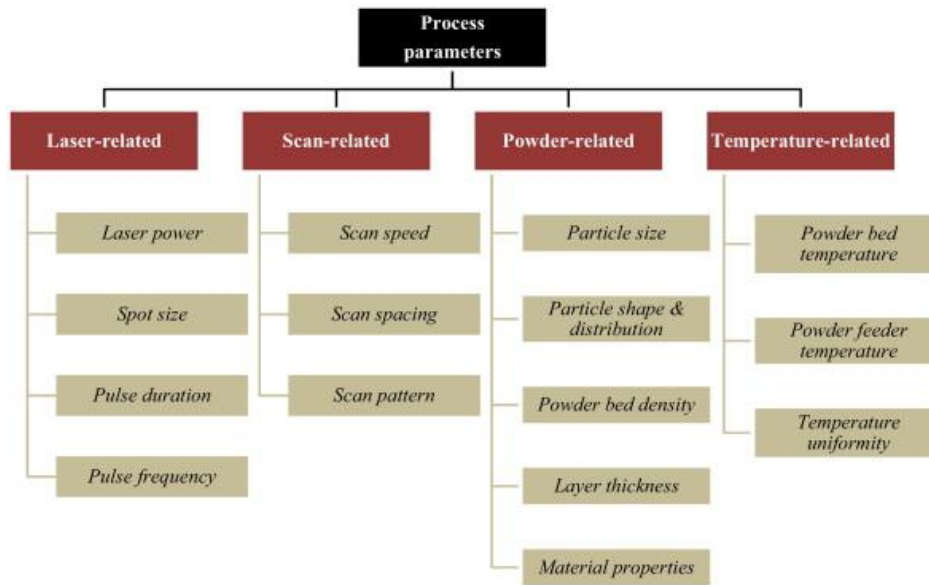 Process
parameters
Laser-related
Scan-related
Powder-related
Temperature-related
Laser power
Spot size
Pulse duration
Pulse frequency
Scan speed
Scan spacing
Scan pattern
Particle size
Particle shape &
distribution
Powder bed density
Layer thickness
Material properties
Powder bed
temperature
Powder feeder
temperature
Temperature
uniformity